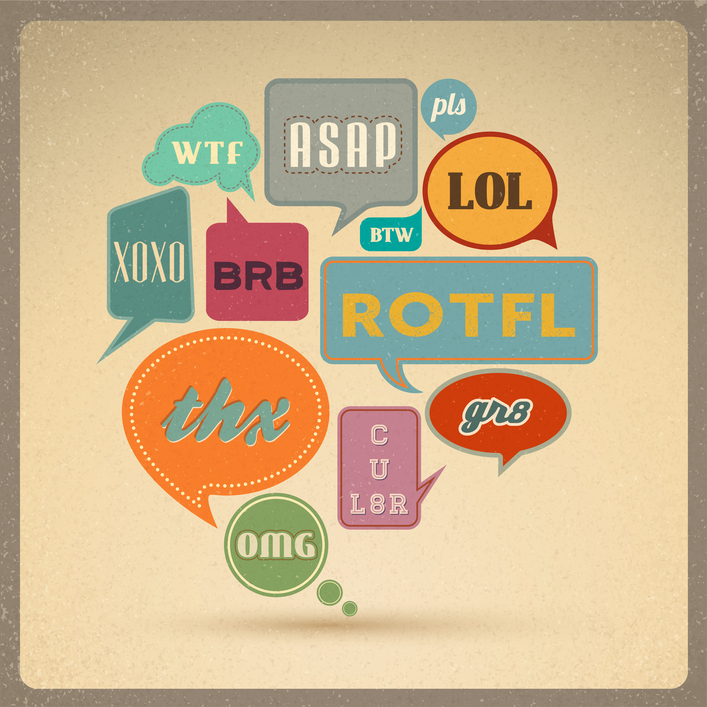 pls
ASAP
WTF
LOL
BTW
XOXO
BRB
ROTFL
thx
gr8
C
U
L8R
OMG